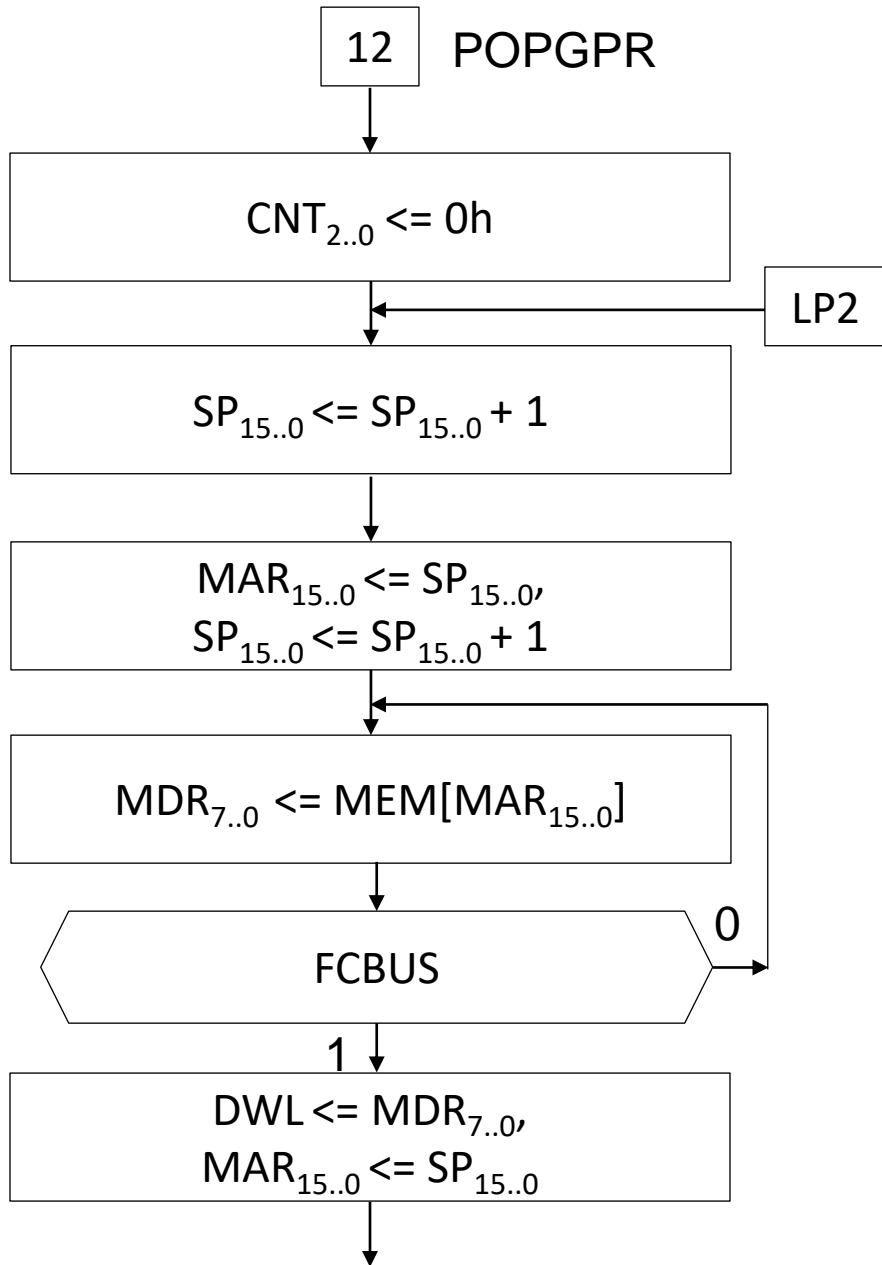 12 POPGPR
CNT2..0 <= 0h
LP2
SP15..0 <= SP15..0 + 1
MAR15..0 <= SP15..0,
SP15..0 <= SP15..0 + 1
MDR7..0 <= MEM[MAR15..0]
0
FCBUS
1
DWL <= MDR7..0,
MAR15..0 <= SP15..0